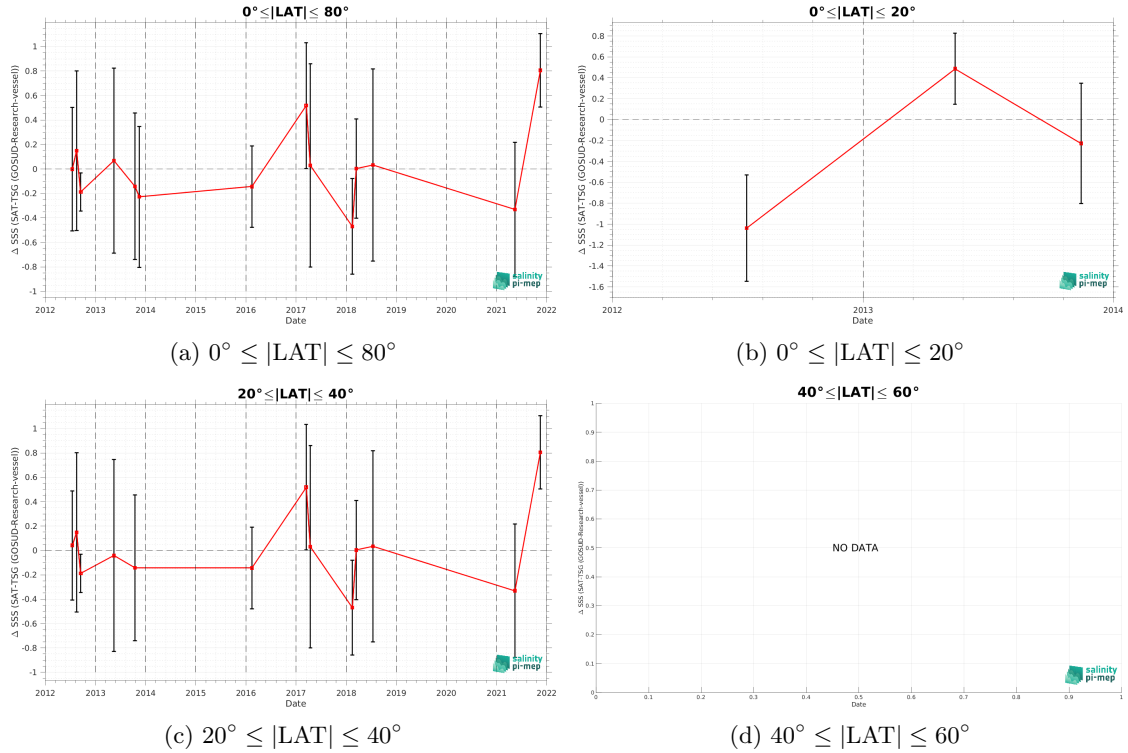 0°≤|LAT|≤ 80°
Δ SSS (SAT-TSG (GOSUD-Research-vessel))
1
0.8
0.6
0.4
0.2
0
-0.2
-0.4
-0.6
-0.8
-1
2012 2013 2014 2015 2016 2017 2018 2019 2020 2021 2022
Date
salinity
pi-mep
(a) 0° ≤ |LAT| ≤ 80°
0°≤|LAT|≤ 20°
Δ SSS (SAT-TSG (GOSUD-Research-vessel))
0.8
0.6
0.4
0.2
0
-0.2
-0.4
-0.6
-0.8
-1
-1.2
-1.4
-1.6
2012 2013 2014
Date
salinity
pi-mep
(b) 0° ≤ |LAT| ≤ 20°
20°≤|LAT|≤ 40°
Δ SSS (SAT-TSG (GOSUD-Research-vessel))
1
0.8
0.6
0.4
0.2
0
-0.2
-0.4
-0.6
-0.8
-1
2012 2013 2014 2015 2016 2017 2018 2019 2020 2021 2022
Date
salinity
pi-mep
(c) 20° ≤ |LAT| ≤ 40°
40°≤|LAT|≤ 60°
Δ SSS (SAT-TSG (GOSUD-Research-vessel))
1
0.9
0.8
0.7
0.6
0.5
0.4
0.3
0.2
0.1
0
NO DATA
0 0.1 0.2 0.3 0.4 0.5 0.6 0.7 0.8 0.9 1
Date
salinity
pi-mep
(d) 40° ≤ |LAT| ≤ 60°